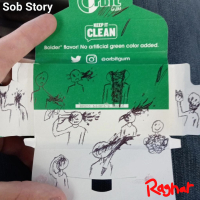 Sob Story
KEEP IT
CLEAN
Bolder flavor! No artificial green color added.
@orbitgum
Ragnar